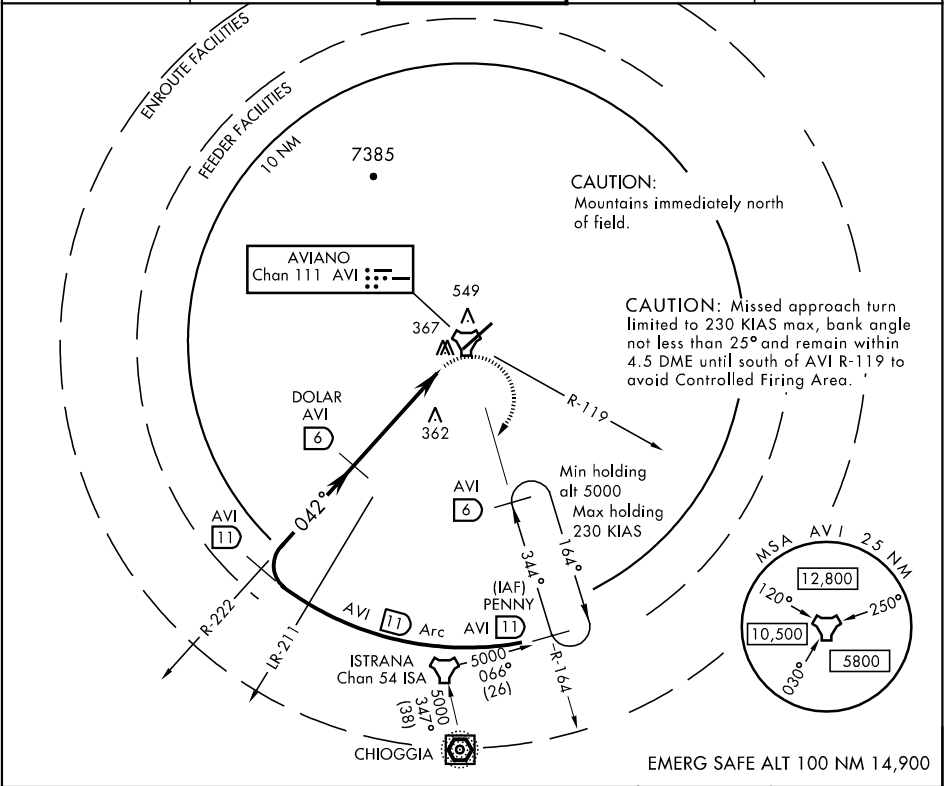 ENROUTE FACILITIES
FEEDER FACILITIES
10 NM
7385
CAUTION:
Mountains immediately north
of field.
AVIANO
Chan 111 AVI
549
367
CAUTION: Missed approach turn
limited to 230 KIAS max, bank angle
not less than 25° and remain within
4.5 DME until south of AVI R-119 to
avoid Controlled Firing Area.
R-119
DOLAR
AVI
6
362
042°
AVI
6
Min holding
alt 5000
Max holding
230 KIAS
344°
164°
AVI
11
R-222
LR-211
AVI 11 Arc
(IAF)
PENNY
AVI 11
R-164
ISTRANA
Chan 54 ISA
5000
066°
(26)
5000
347°
(38)
CHIOGGIA
MSA AVI 25 NM
12,800
120°
250°
10,500
5800
030°
EMERG SAFE ALT 100 NM 14,900